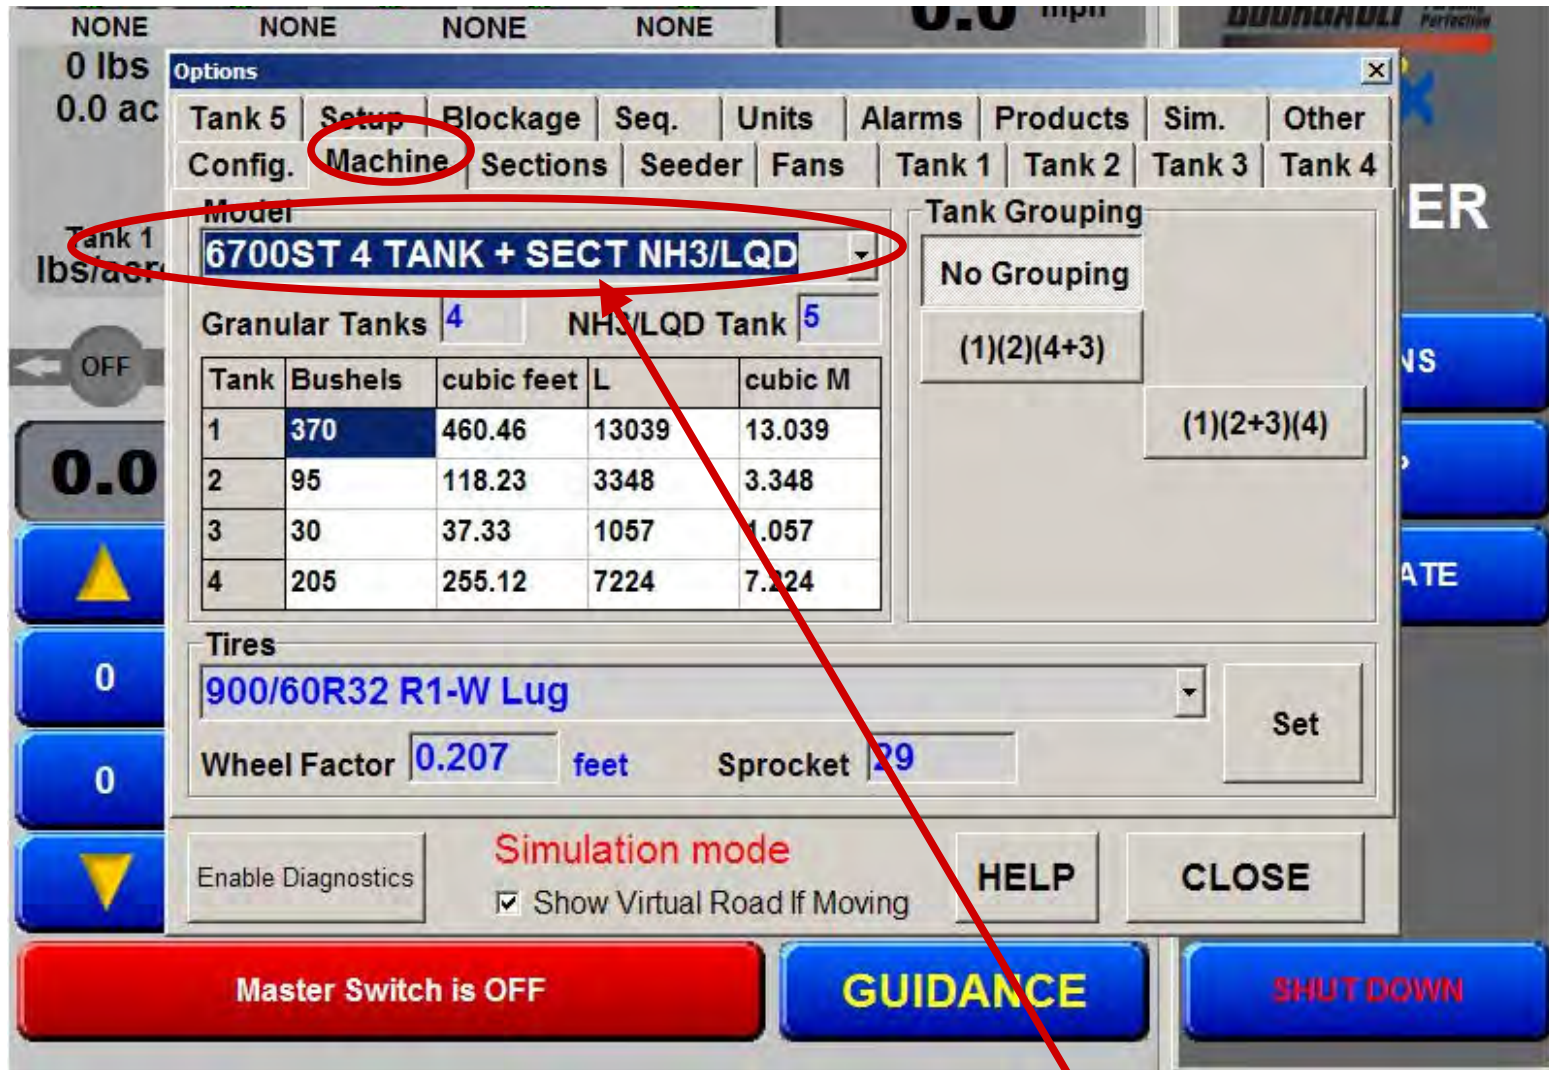 NONE NONE NONE NONE 0.0 mph BOURGAULT
Perfection
0 lbs
0.0 ac
Options
Tank 5 Setup Blockage Seq. Units Alarms Products Sim. Other
Config. Machine Sections Seeder Fans Tank 1 Tank 2 Tank 3 Tank 4
Model
Tank Grouping
ER
Tank 1
lbs/acre
6700ST 4 TANK + SECT NH3/LQD
No Grouping
Granular Tanks 4 NH3/LQD Tank 5
(1)(2)(4+3)
OFF
NS
Tank Bushels cubic feet L cubic M
1 370 460.46 13039 13.039
(1)(2+3)(4)
0.0
2 95 118.23 3348 3.348
P
3 30 37.33 1057 1.057
4 205 255.12 7224 7.224
ATE
Tires
900/60R32 R1-W Lug
0
Set
Wheel Factor 0.207 feet Sprocket 29
0
Simulation mode
Enable Diagnostics
Show Virtual Road If Moving
HELP
CLOSE
Master Switch is OFF
GUIDANCE
SHUT DOWN